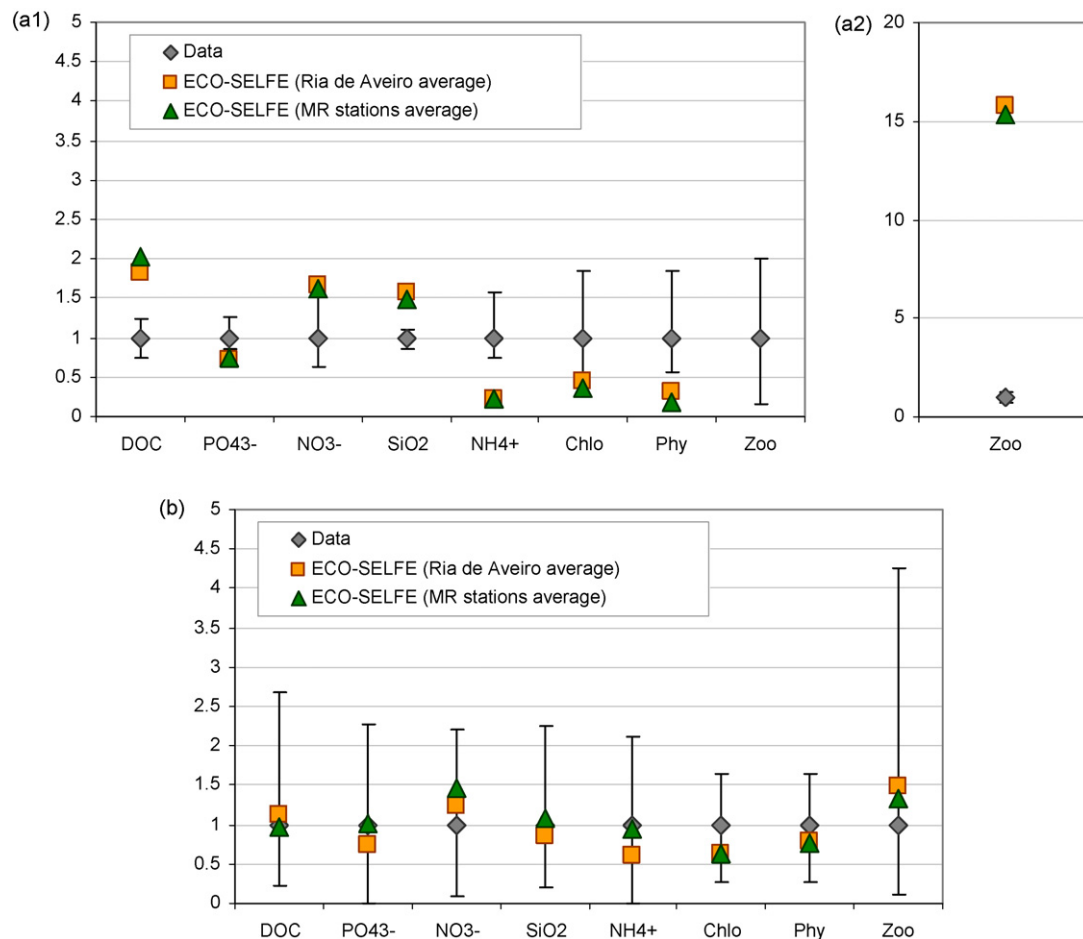 (a1)
5
4.5
4
3.5
3
2.5
2
1.5
1
0.5
0
Data
ECO-SELFE (Ria de Aveiro average)
ECO-SELFE (MR stations average)
DOC PO43- NO3- SiO2 NH4+ Chlo Phy Zoo
(a2)
20
15
10
5
0
Zoo
(b)
5
4.5
4
3.5
3
2.5
2
1.5
1
0.5
0
Data
ECO-SELFE (Ria de Aveiro average)
ECO-SELFE (MR stations average)
DOC PO43- NO3- SiO2 NH4+ Chlo Phy Zoo